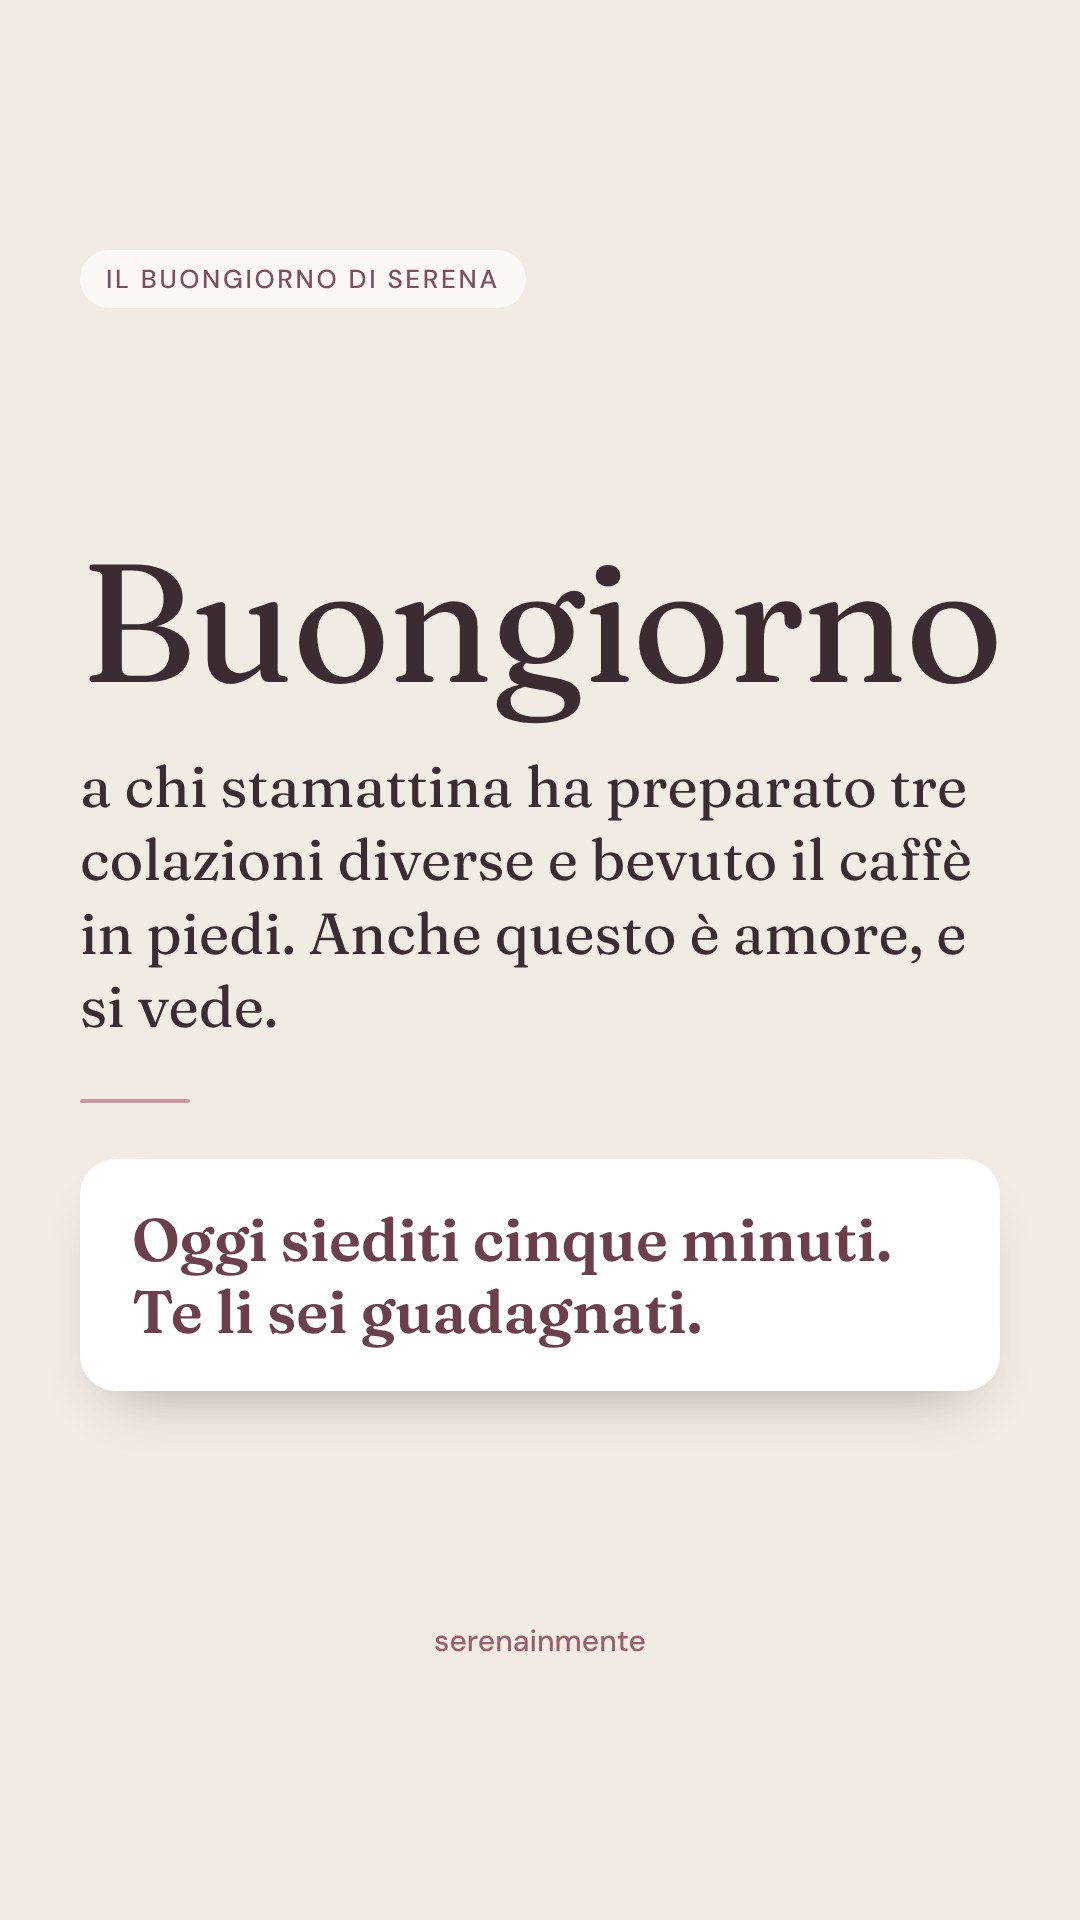 IL BUONGIORNO DI SERENA
Buongiorno
a chi stamattina ha preparato tre
colazioni diverse e bevuto il caffè
in piedi. Anche questo è amore, e
si vede.
Oggi siediti cinque minuti.
Te li sei guadagnati.
serenainmente